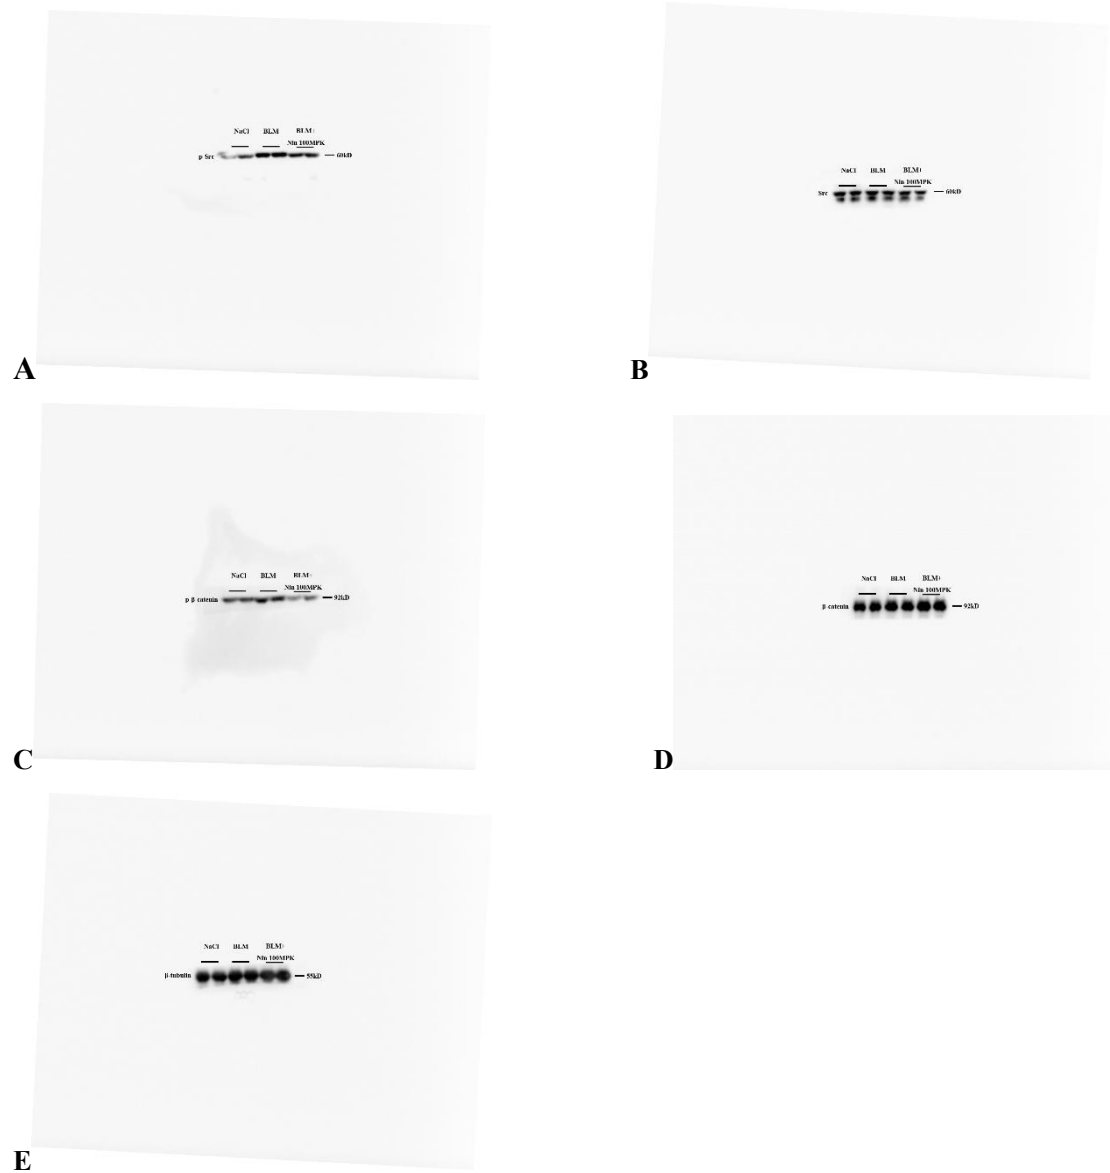 NaCl BLM BLM+
Nin 100MPK
p Src 60kD
A
NaCl BLM BLM+
Nin 100MPK
Src 60kD
B
NaCl BLM BLM+
Nin 100MPK
p β catenin 92kD
C
NaCl BLM BLM+
Nin 100MPK
β catenin 92kD
D
NaCl BLM BLM+
Nin 100MPK
β-tubulin 55kD
E